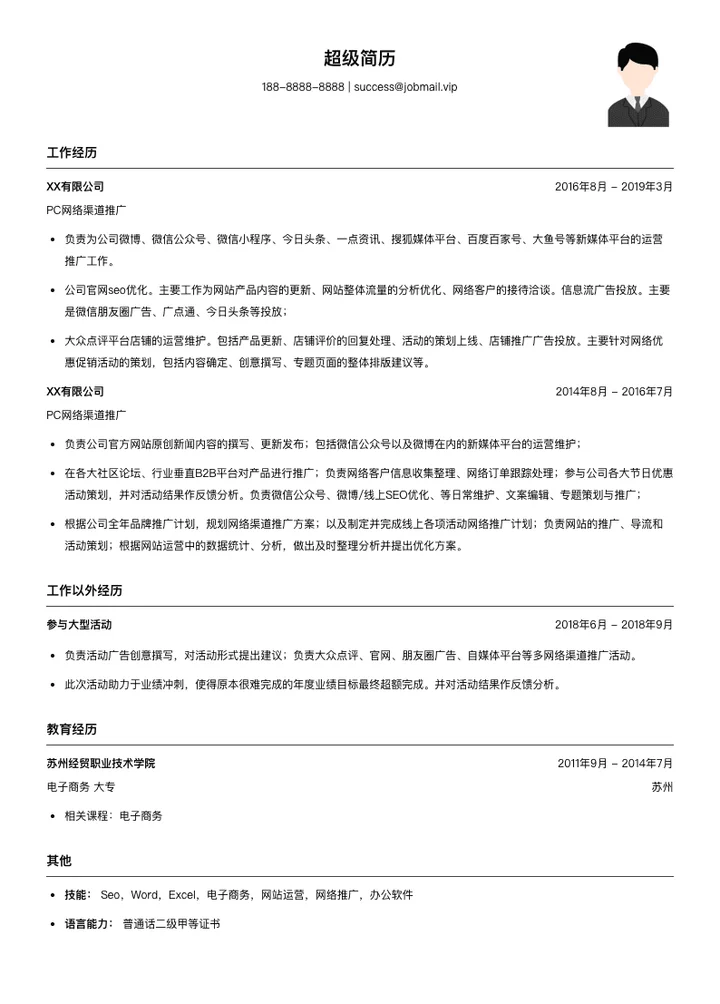 超级简历
188-8888-8888 | success@jobmail.vip
工作经历
XX有限公司 2016年8月 – 2019年3月
PC网络渠道推广
• 负责为公司微博、微信公众号、微信小程序、今日头条、一点资讯、搜狐媒体平台、百度百家号、大鱼号等新媒体平台的运营
推广工作。
• 公司官网seo优化。主要工作为网站产品内容的更新、网站整体流量的分析优化、网络客户的接待洽谈。信息流广告投放。主要
是微信朋友圈广告、广点通、今日头条等投放；
• 大众点评平台店铺的运营维护。包括产品更新、店铺评价的回复处理、活动的策划上线、店铺推广广告投放。主要针对网络优
惠促销活动的策划，包括内容确定、创意撰写、专题页面的整体排版建议等。
XX有限公司 2014年8月 – 2016年7月
PC网络渠道推广
• 负责公司官方网站原创新闻内容的撰写、更新发布；包括微信公众号以及微博在内的新媒体平台的运营维护；
• 在各大社区论坛、行业垂直B2B平台对产品进行推广；负责网络客户信息收集整理、网络订单跟踪处理；参与公司各大节日优惠
活动策划，并对活动结果作反馈分析。负责微信公众号、微博/线上SEO优化、等日常维护、文案编辑、专题策划与推广；
• 根据公司全年品牌推广计划，规划网络渠道推广方案；以及制定并完成线上各项活动网络推广计划；负责网站的推广、导流和
活动策划；根据网站运营中的数据统计、分析，做出及时整理分析并提出优化方案。
工作以外经历
参与大型活动 2018年6月 – 2018年9月
• 负责活动广告创意撰写，对活动形式提出建议；负责大众点评、官网、朋友圈广告、自媒体平台等多网络渠道推广活动。
• 此次活动助力于业绩冲刺，使得原本很难完成的年度业绩目标最终超额完成。并对活动结果作反馈分析。
教育经历
苏州经贸职业技术学院 2011年9月 – 2014年7月
电子商务 大专 苏州
• 相关课程：电子商务
其他
• 技能： Seo，Word，Excel，电子商务，网站运营，网络推广，办公软件
• 语言能力： 普通话二级甲等证书